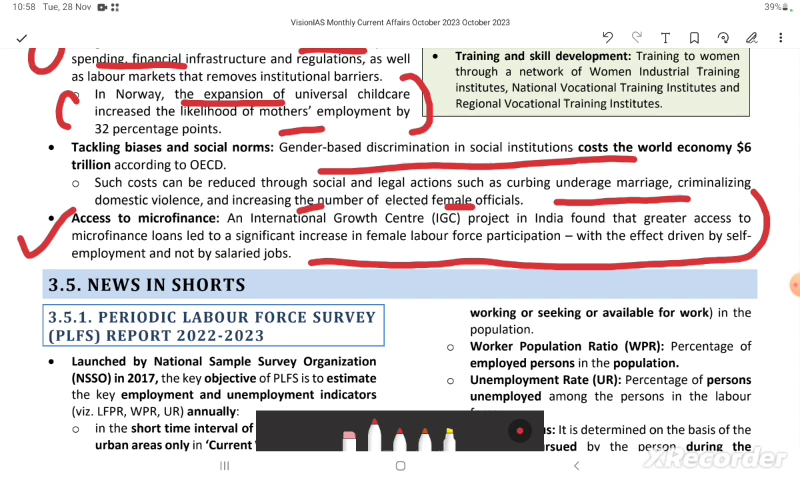 10:58 Tue, 28 Nov
39%
VisionIAS Monthly Current Affairs October 2023 October 2023
spending, financial infrastructure and regulations, as well
as labour markets that removes institutional barriers.
o In Norway, the expansion of universal childcare
increased the likelihood of mothers' employment by
32 percentage points.
• Training and skill development: Training to women
through a network of Women Industrial Training
institutes, National Vocational Training Institutes and
Regional Vocational Training Institutes.
• Tackling biases and social norms: Gender-based discrimination in social institutions costs the world economy $6
trillion according to OECD.
o Such costs can be reduced through social and legal actions such as curbing underage marriage, criminalizing
domestic violence, and increasing the number of elected female officials.
• Access to microfinance: An International Growth Centre (IGC) project in India found that greater access to
microfinance loans led to a significant increase in female labour force participation – with the effect driven by self-
employment and not by salaried jobs.
3.5. NEWS IN SHORTS
3.5.1. PERIODIC LABOUR FORCE SURVEY
(PLFS) REPORT 2022-2023
• Launched by National Sample Survey Organization
(NSSO) in 2017, the key objective of PLFS is to estimate
the key employment and unemployment indicators
(viz. LFPR, WPR, UR) annually:
o in the short time interval of
urban areas only in 'Current
working or seeking or available for work) in the
population.
o Worker Population Ratio (WPR): Percentage of
employed persons in the population.
o Unemployment Rate (UR): Percentage of persons
unemployed among the persons in the labour
It is determined on the basis of the
by the person during the
XRecorder